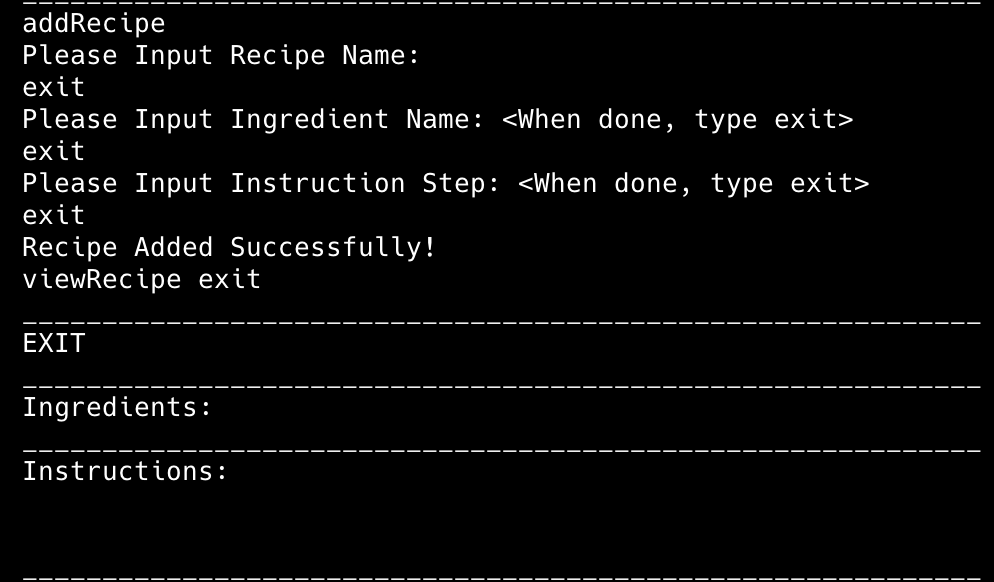 ____________________________________________________________
addRecipe
Please Input Recipe Name:
exit
Please Input Ingredient Name: <When done, type exit>
exit
Please Input Instruction Step: <When done, type exit>
exit
Recipe Added Successfully!
viewRecipe exit
____________________________________________________________
EXIT
____________________________________________________________
Ingredients:
____________________________________________________________
Instructions:
____________________________________________________________